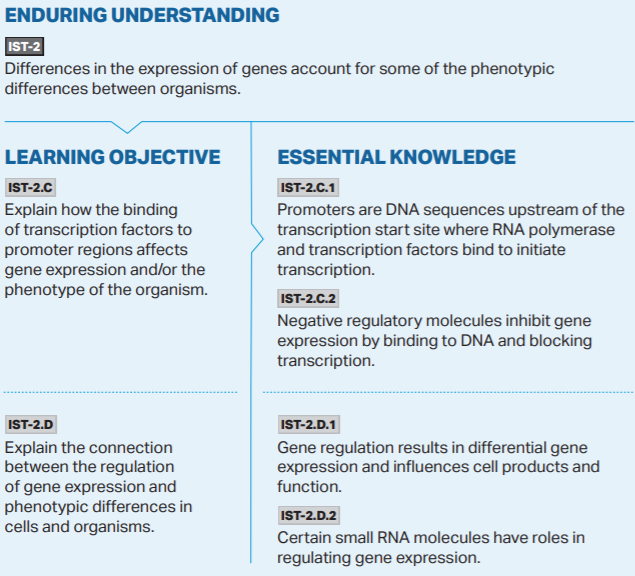 ENDURING UNDERSTANDING
IST-2
Differences in the expression of genes account for some of the phenotypic
differences between organisms.
LEARNING OBJECTIVE
IST-2.C
Explain how the binding
of transcription factors to
promoter regions affects
gene expression and/or the
phenotype of the organism.
ESSENTIAL KNOWLEDGE
IST-2.C.1
Promoters are DNA sequences upstream of the
transcription start site where RNA polymerase
and transcription factors bind to initiate
transcription.
IST-2.C.2
Negative regulatory molecules inhibit gene
expression by binding to DNA and blocking
transcription.
IST-2.D
Explain the connection
between the regulation
of gene expression and
phenotypic differences in
cells and organisms.
IST-2.D.1
Gene regulation results in differential gene
expression and influences cell products and
function.
IST-2.D.2
Certain small RNA molecules have roles in
regulating gene expression.